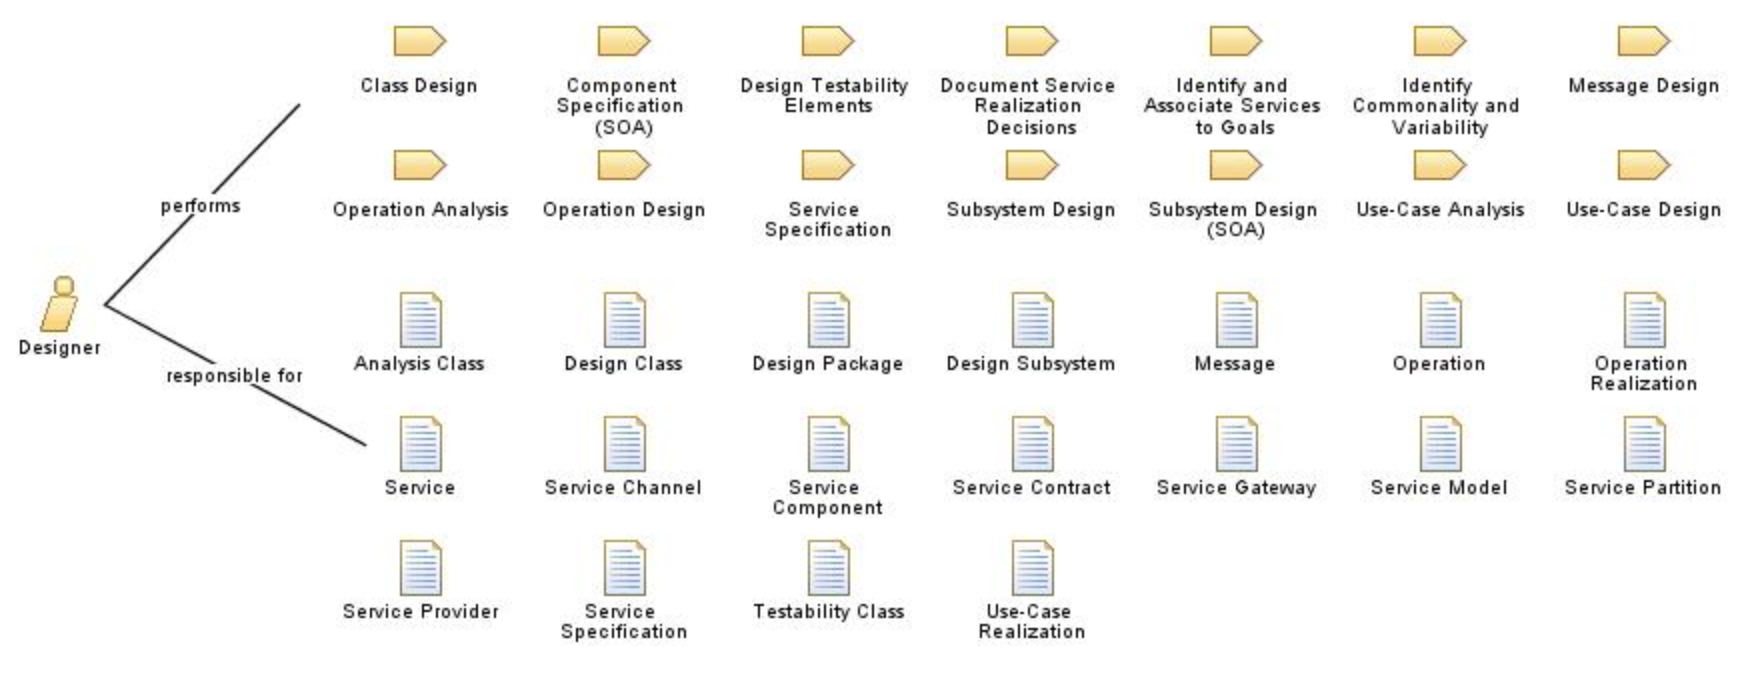 Class Design
Component
Specification
(SOA)
Design Testability
Elements
Document Service
Realization
Decisions
Identify and
Associate Services
to Goals
Identify
Commonality and
Variability
Message Design
performs
Operation Analysis
Operation Design
Service
Specification
Subsystem Design
Subsystem Design
(SOA)
Use-Case Analysis
Use-Case Design
Designer
responsible for
Analysis Class
Design Class
Design Package
Design Subsystem
Message
Operation
Operation
Realization
Service
Service Channel
Service
Component
Service Contract
Service Gateway
Service Model
Service Partition
Service Provider
Service
Specification
Testability Class
Use-Case
Realization